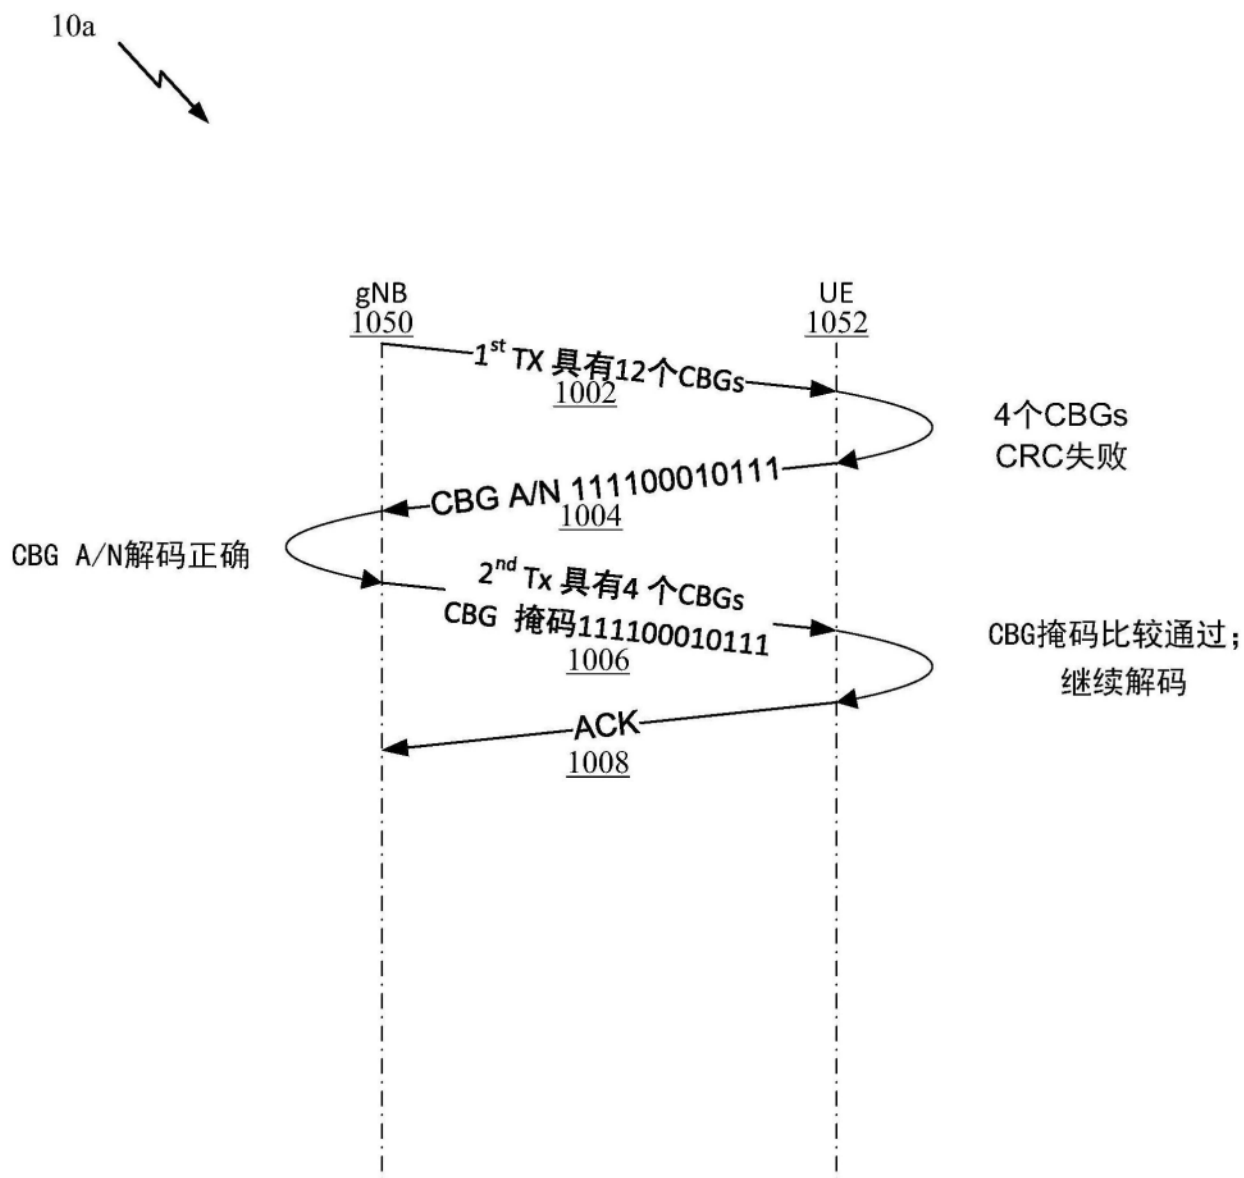 10a
gNB
1050
UE
1052
1st TX 具有12个CBGs
1002
4个CBGs
CRC失败
CBG A/N 111100010111
1004
CBG A/N解码正确
2nd Tx 具有4 个CBGs
CBG 掩码111100010111
1006
CBG掩码比较通过；
继续解码
ACK
1008